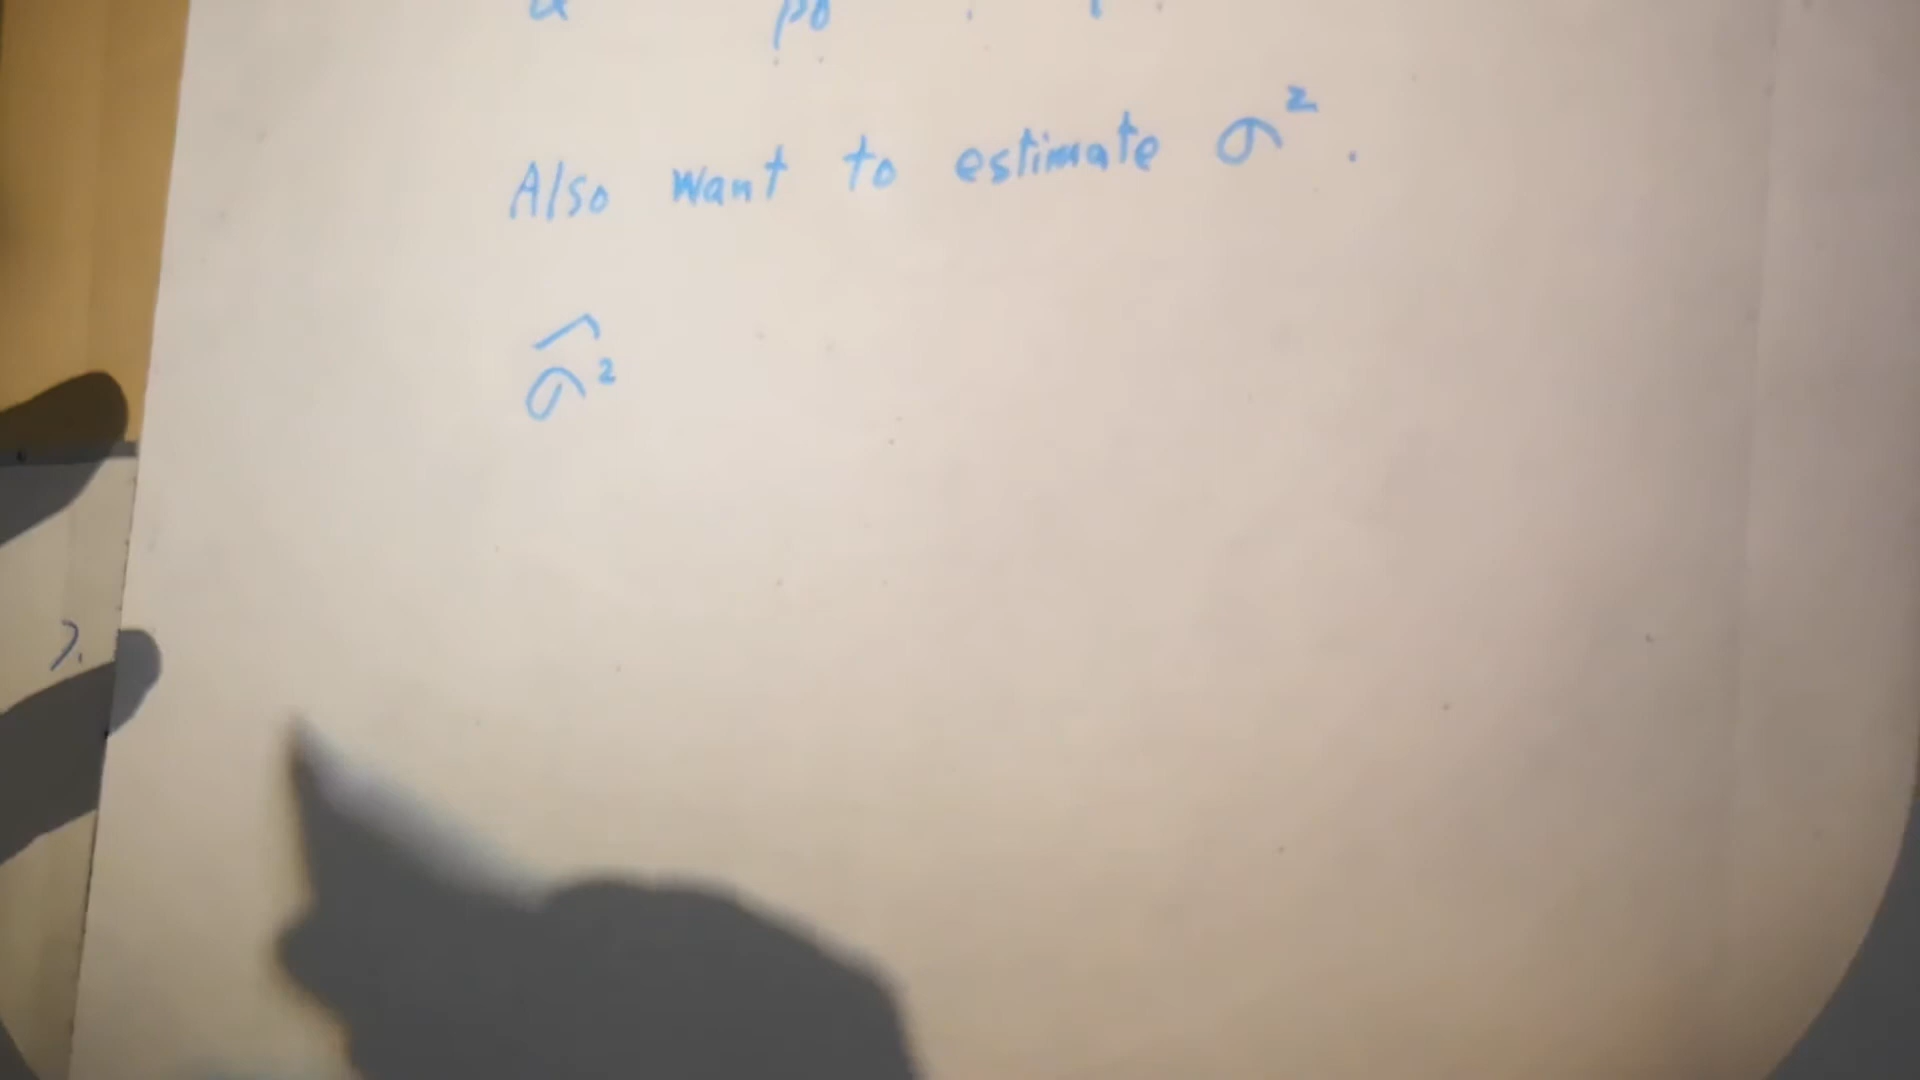 Also want to estimate σ².
σ̂²